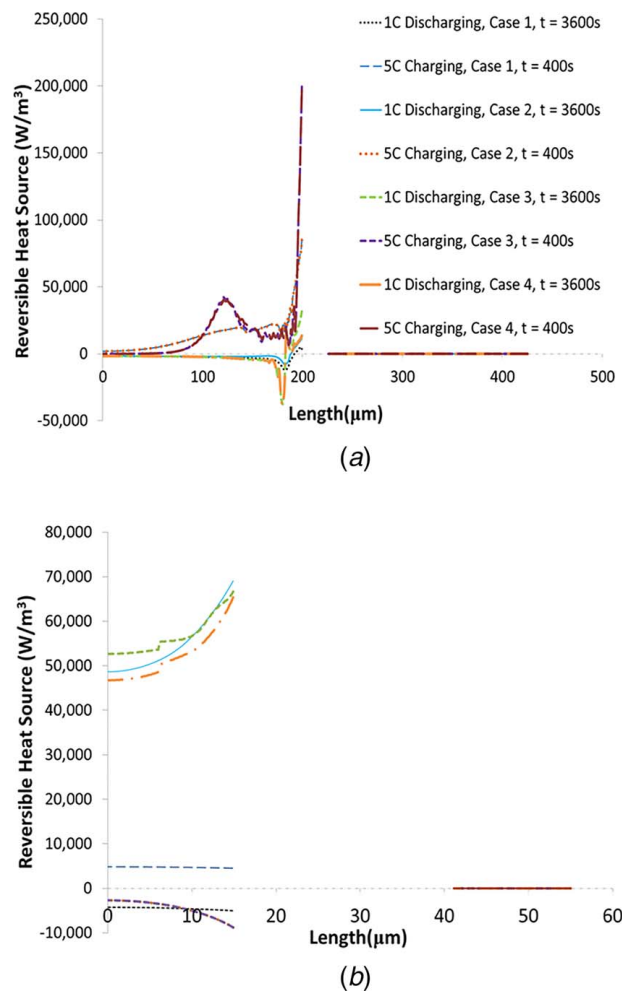 Reversible Heat Source (W/m³)
250,000
200,000
150,000
100,000
50,000
0
-50,000
0 100 200 300 400 500
Length(μm)
1C Discharging, Case 1, t = 3600s
5C Charging, Case 1, t = 400s
1C Discharging, Case 2, t = 3600s
5C Charging, Case 2, t = 400s
1C Discharging, Case 3, t = 3600s
5C Charging, Case 3, t = 400s
1C Discharging, Case 4, t = 3600s
5C Charging, Case 4, t = 400s
(a)
Reversible Heat Source (W/m³)
80,000
70,000
60,000
50,000
40,000
30,000
20,000
10,000
0
-10,000
0 10 20 30 40 50 60
Length(μm)
(b)